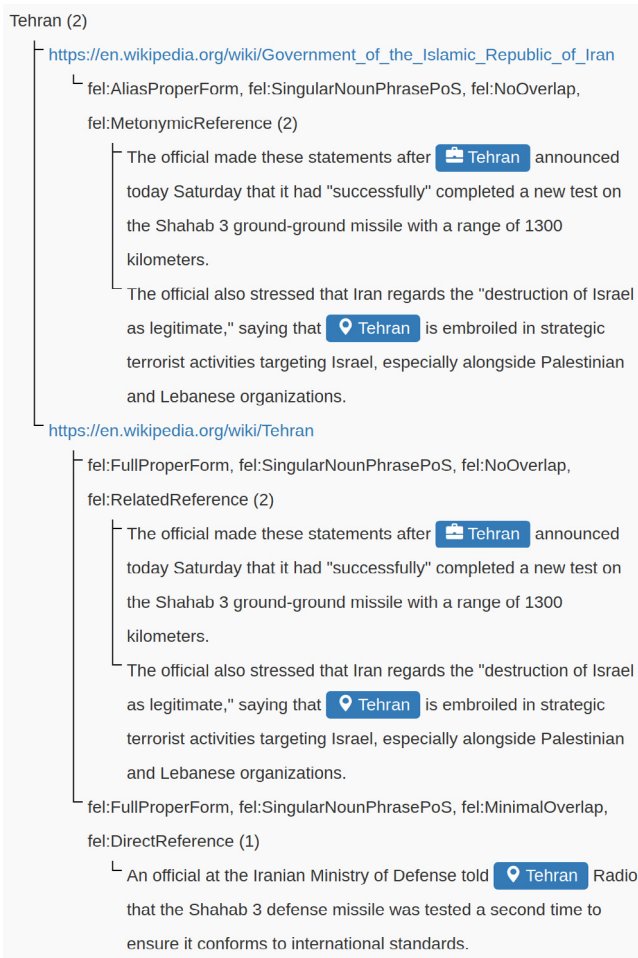 Tehran (2)
https://en.wikipedia.org/wiki/Government_of_the_Islamic_Republic_of_Iran
fel:AliasProperForm, fel:SingularNounPhrasePoS, fel:NoOverlap,
fel:MetonymicReference (2)
The official made these statements after Tehran announced
today Saturday that it had "successfully" completed a new test on
the Shahab 3 ground-ground missile with a range of 1300
kilometers.
The official also stressed that Iran regards the "destruction of Israel
as legitimate," saying that Tehran is embroiled in strategic
terrorist activities targeting Israel, especially alongside Palestinian
and Lebanese organizations.
https://en.wikipedia.org/wiki/Tehran
fel:FullProperForm, fel:SingularNounPhrasePoS, fel:NoOverlap,
fel:RelatedReference (2)
The official made these statements after Tehran announced
today Saturday that it had "successfully" completed a new test on
the Shahab 3 ground-ground missile with a range of 1300
kilometers.
The official also stressed that Iran regards the "destruction of Israel
as legitimate," saying that Tehran is embroiled in strategic
terrorist activities targeting Israel, especially alongside Palestinian
and Lebanese organizations.
fel:FullProperForm, fel:SingularNounPhrasePoS, fel:MinimalOverlap,
fel:DirectReference (1)
An official at the Iranian Ministry of Defense told Tehran Radio
that the Shahab 3 defense missile was tested a second time to
ensure it conforms to international standards.